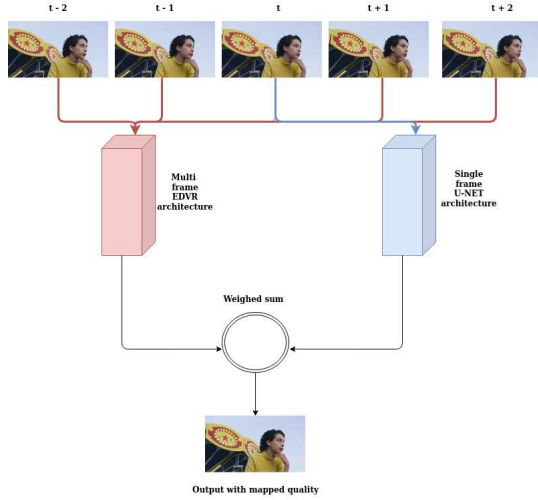 t - 2
t - 1
t
t + 1
t + 2
Multi
frame
EDVR
architecture
Single
frame
U-NET
architecture
Weighed sum
Output with mapped quality